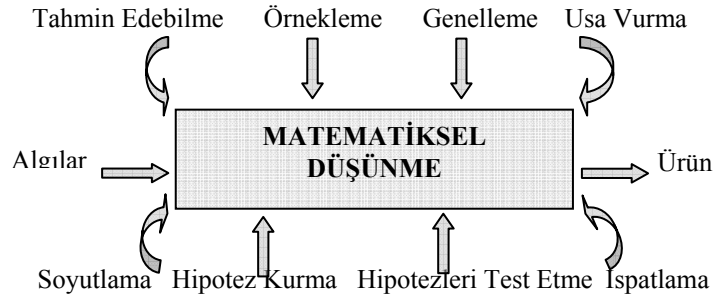 Tahmin Edebilme Örnekleme Genelleme Usa Vurma
MATEMATİKSEL
DÜŞÜNME
Algılar
Ürün
Soyutlama Hipotez Kurma Hipotezleri Test Etme İspatlama